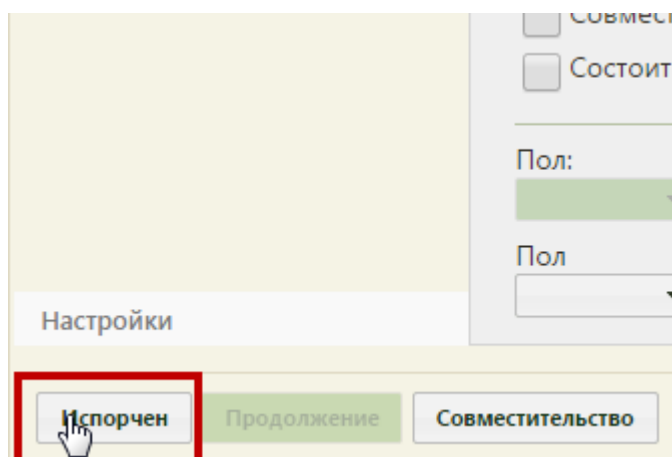 Состоит
Пол:
Пол
Настройки
Испорчен
Продолжение
Совместительство